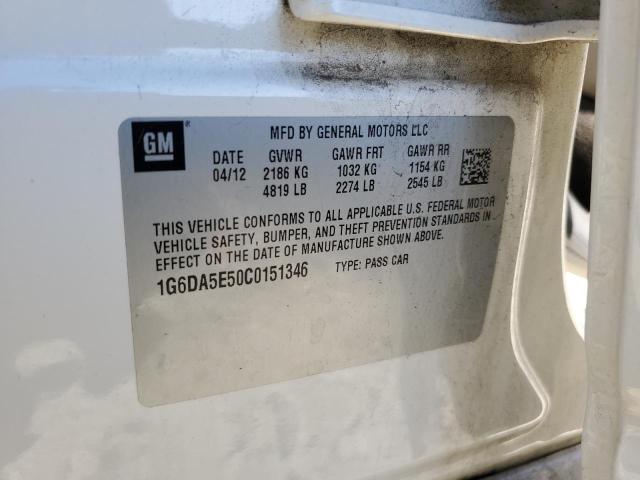 GM ®
MFD BY GENERAL MOTORS LLC
DATE GVWR GAWR FRT GAWR RR
04/12 2186 KG 1032 KG 1154 KG
4819 LB 2274 LB 2545 LB
THIS VEHICLE CONFORMS TO ALL APPLICABLE U.S. FEDERAL MOTOR
VEHICLE SAFETY, BUMPER, AND THEFT PREVENTION STANDARDS IN
EFFECT ON THE DATE OF MANUFACTURE SHOWN ABOVE.
1G6DA5E50C0151346 TYPE: PASS CAR